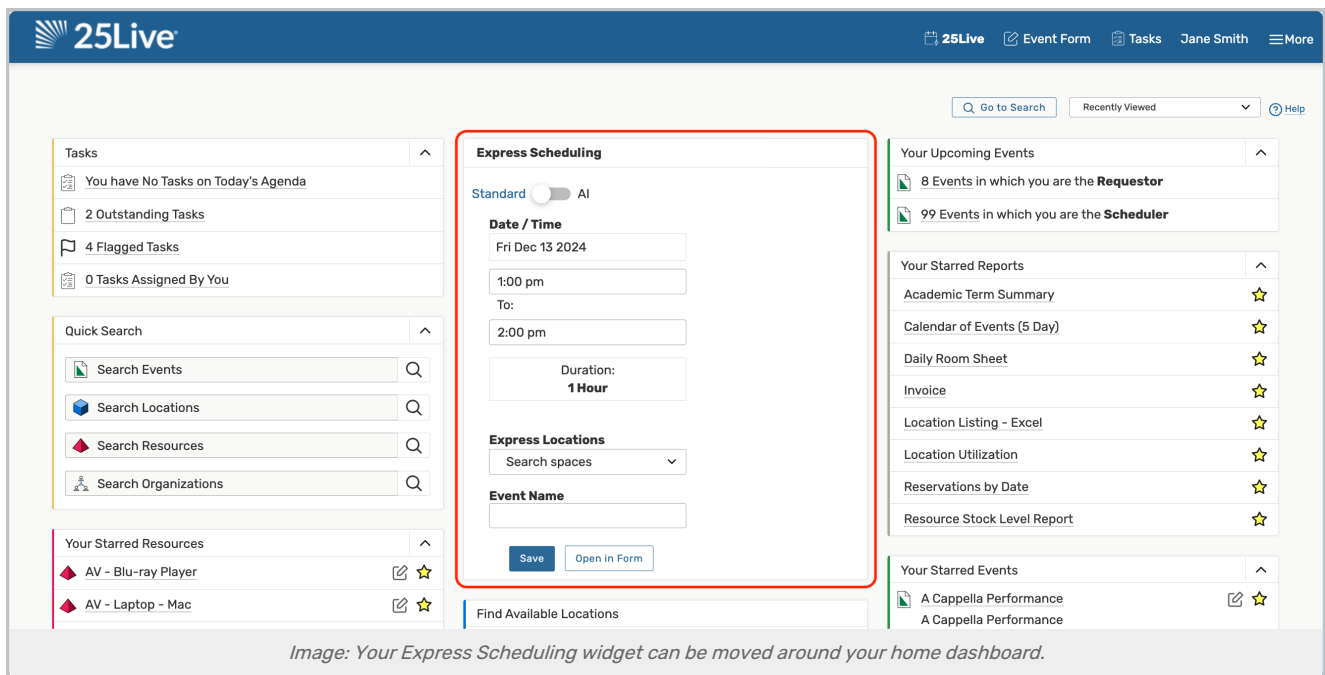 25Live
25Live Event Form Tasks Jane Smith More
Go to Search Recently Viewed Help
Tasks
You have No Tasks on Today's Agenda
2 Outstanding Tasks
4 Flagged Tasks
0 Tasks Assigned By You
Quick Search
Search Events
Search Locations
Search Resources
Search Organizations
Your Starred Resources
AV - Blu-ray Player
AV - Laptop - Mac
Express Scheduling
Standard AI
Date / Time
Fri Dec 13 2024
1:00 pm
To:
2:00 pm
Duration:
1 Hour
Express Locations
Search spaces
Event Name
Save Open in Form
Find Available Locations
Your Upcoming Events
8 Events in which you are the Requestor
99 Events in which you are the Scheduler
Your Starred Reports
Academic Term Summary
Calendar of Events (5 Day)
Daily Room Sheet
Invoice
Location Listing - Excel
Location Utilization
Reservations by Date
Resource Stock Level Report
Your Starred Events
A Cappella Performance
A Cappella Performance
Image: Your Express Scheduling widget can be moved around your home dashboard.